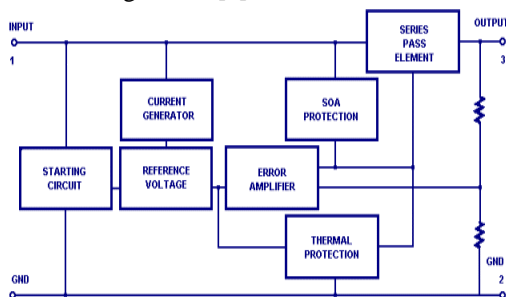 INPUT
1
SERIES
PASS
ELEMENT
OUTPUT
3
CURRENT
GENERATOR
SOA
PROTECTION
STARTING
CIRCUIT
REFERENCE
VOLTAGE
ERROR
AMPLIFIER
THERMAL
PROTECTION
GND
GND
2